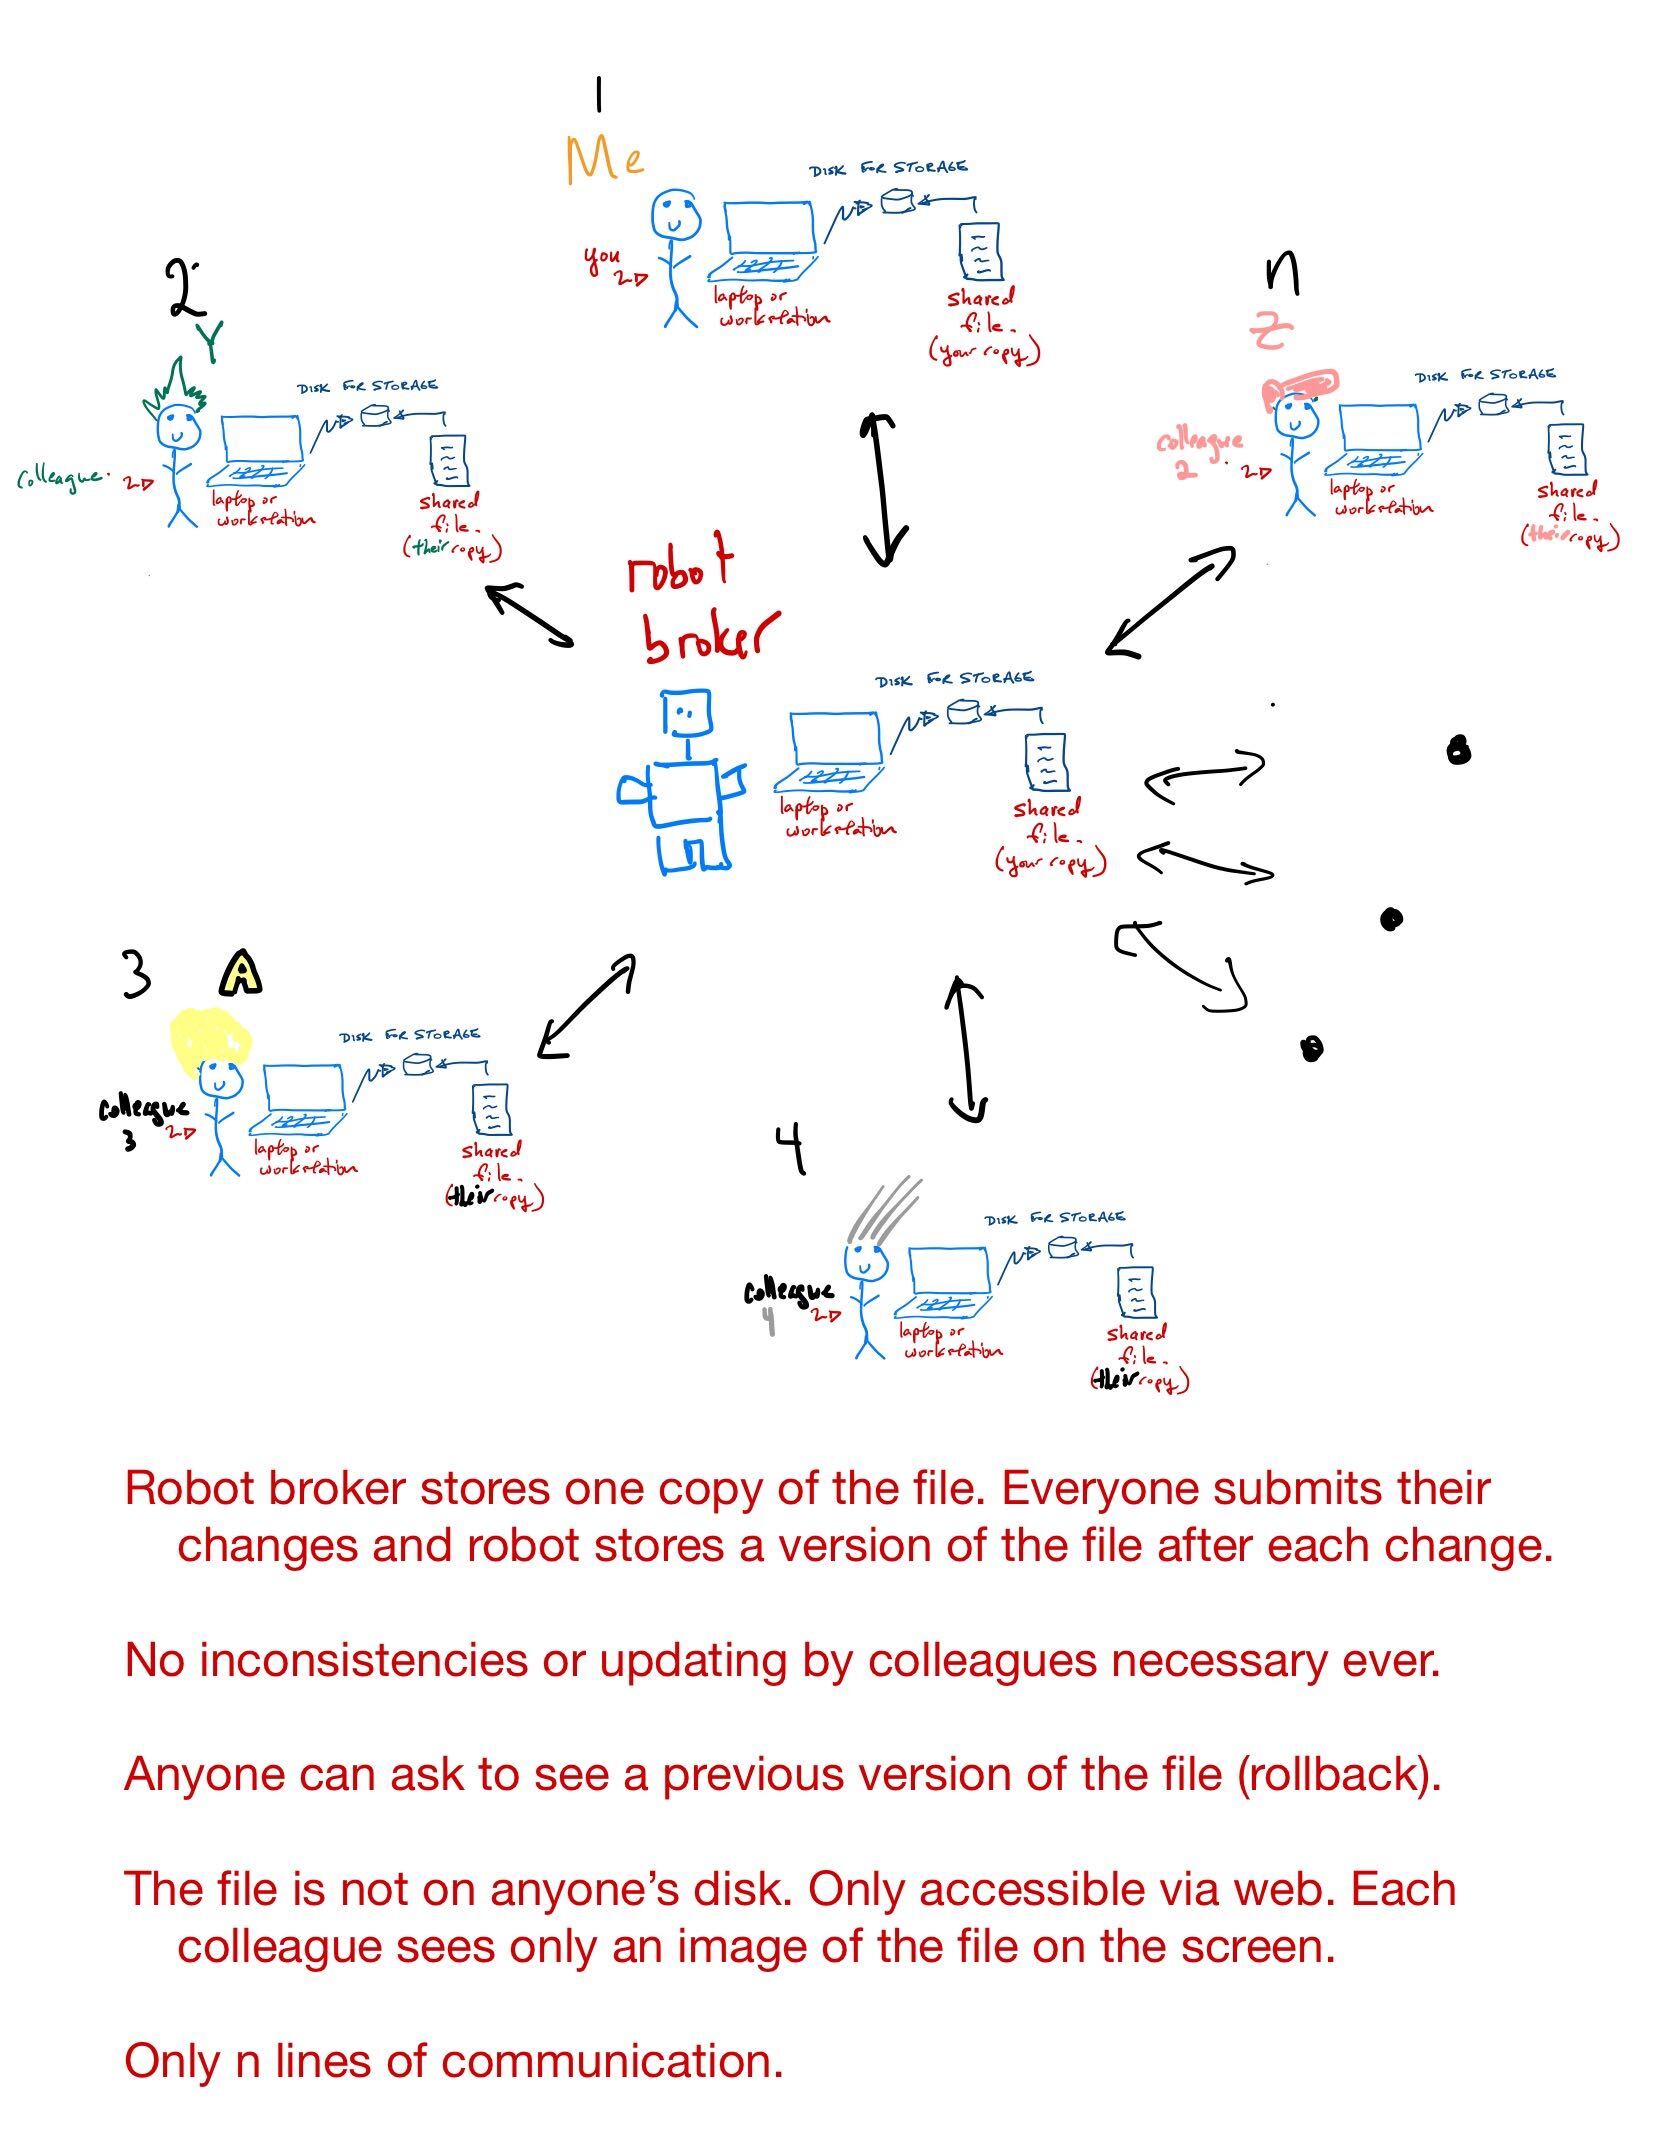 1
Me
DISK FOR STORAGE
you
laptop or
workstation
shared
file.
(your copy)
2
Y
DISK FOR STORAGE
colleague
laptop or
workstation
shared
file.
(their copy)
n
Z
DISK FOR STORAGE
colleague
2
laptop or
workstation
shared
file.
(their copy)
robot
broker
DISK FOR STORAGE
laptop or
workstation
shared
file.
(your copy)
3 A
DISK FOR STORAGE
colleague
3
laptop or
workstation
shared
file.
(their copy)
4
DISK FOR STORAGE
colleague
4
laptop or
workstation
shared
file.
(their copy)
Robot broker stores one copy of the file. Everyone submits their
changes and robot stores a version of the file after each change.
No inconsistencies or updating by colleagues necessary ever.
Anyone can ask to see a previous version of the file (rollback).
The file is not on anyone’s disk. Only accessible via web. Each
colleague sees only an image of the file on the screen.
Only n lines of communication.